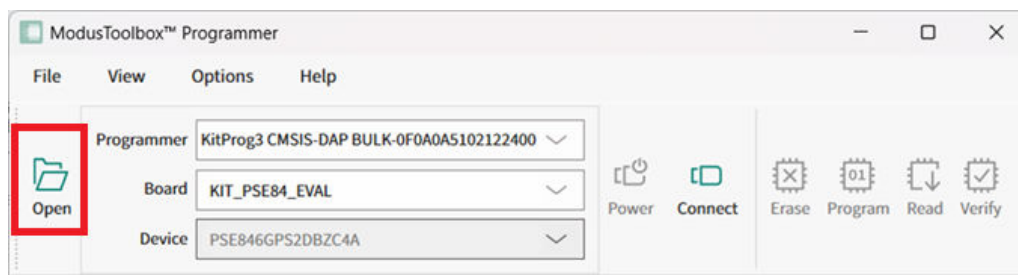 ModusToolbox™ Programmer
File View Options Help
Open
Programmer KitProg3 CMSIS-DAP BULK-0F0A0A5102122400
Board KIT_PSE84_EVAL
Device PSE846GPS2DBZC4A
Power Connect Erase Program Read Verify
01